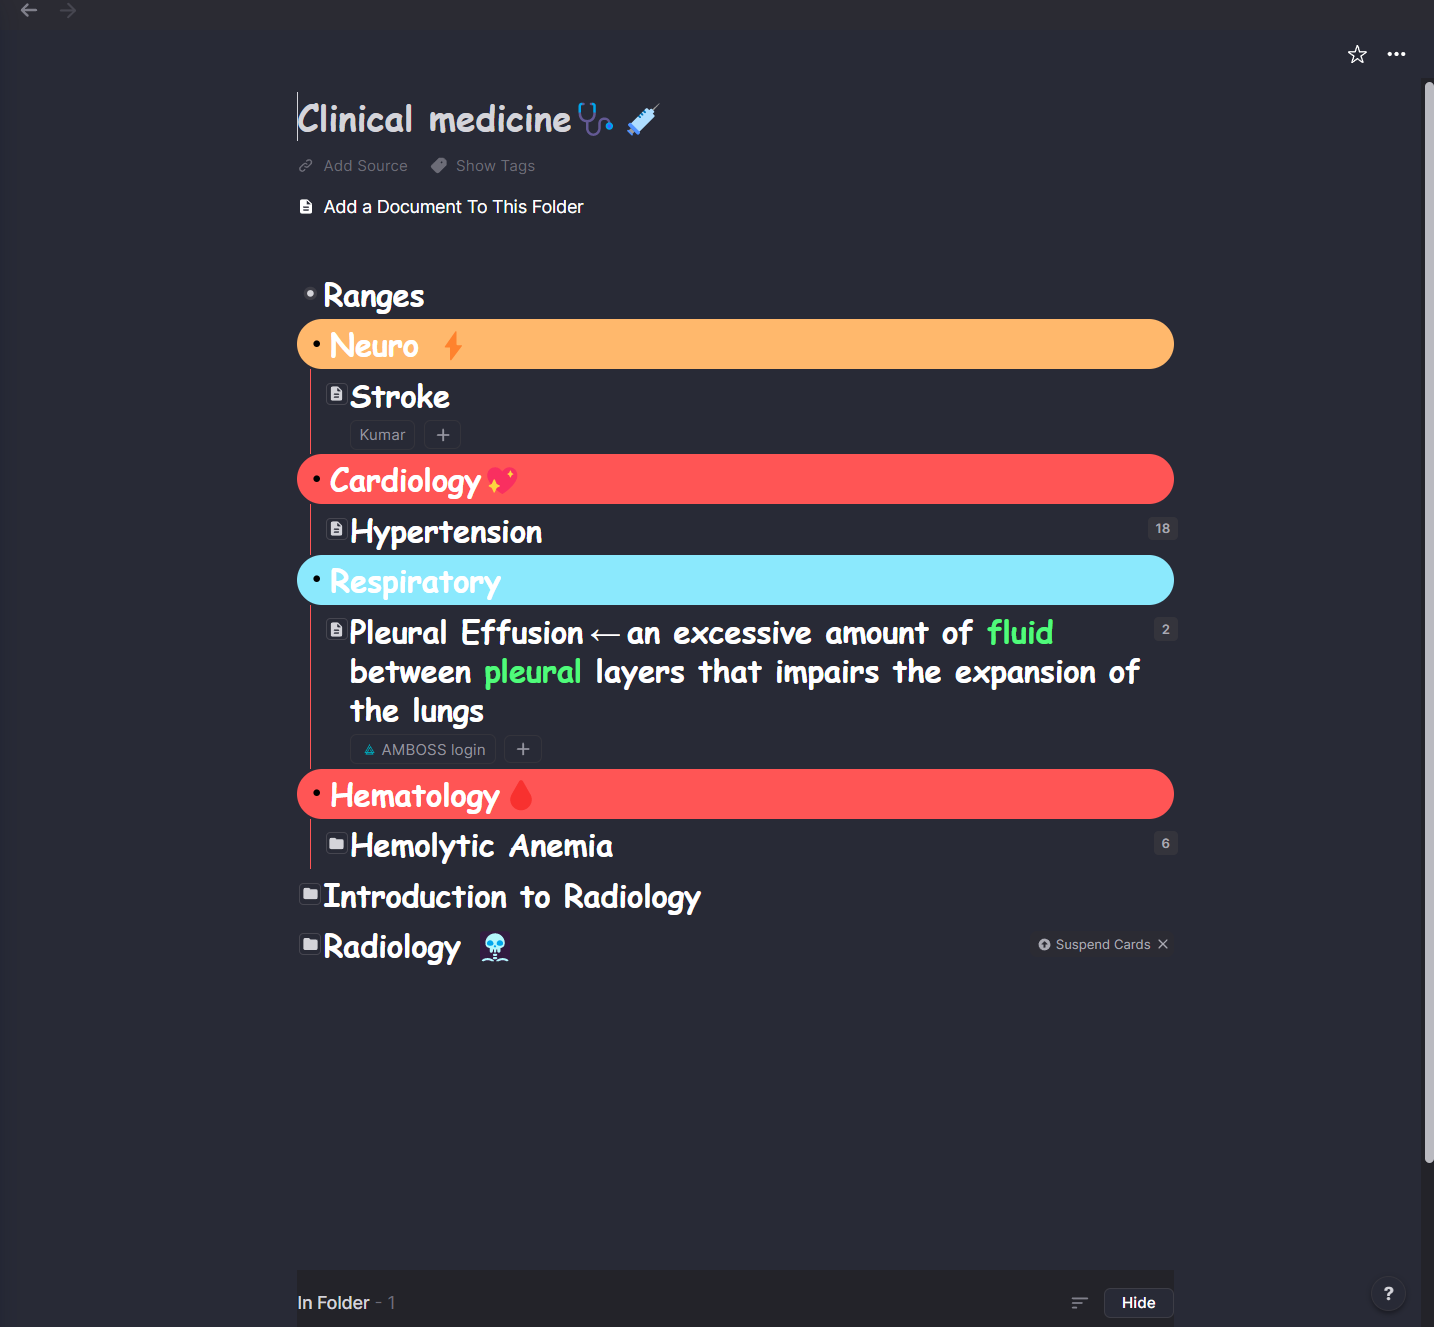 Clinical medicine🩺 💉
Add Source Show Tags
Add a Document To This Folder
Ranges
Neuro ⚡
Stroke
Kumar +
Cardiology💖
Hypertension 18
Respiratory
Pleural Effusion←an excessive amount of fluid 2
between pleural layers that impairs the expansion of
the lungs
AMBOSS login +
Hematology🩸
Hemolytic Anemia 6
Introduction to Radiology
Radiology 🩻 Suspend Cards ×
In Folder - 1 Hide ?